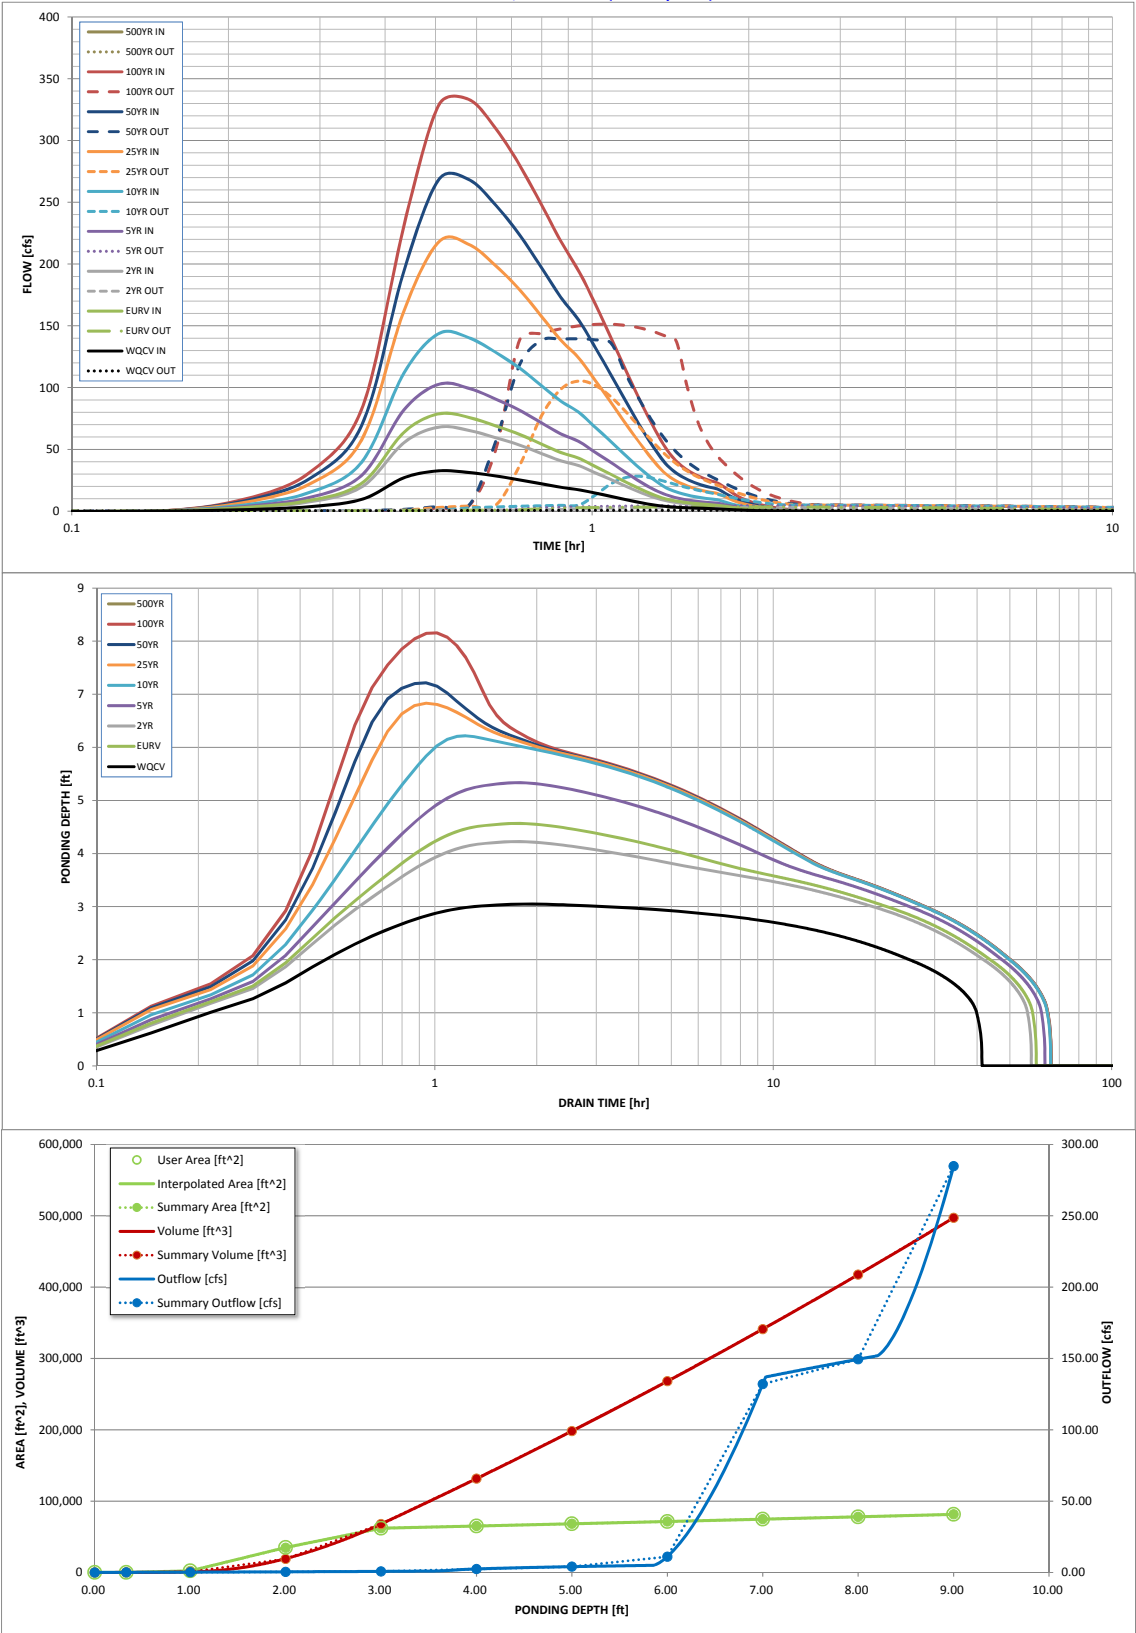 400
350
300
250
200
150
100
50
0
FLOW [cfs]
500YR IN
500YR OUT
100YR IN
100YR OUT
50YR IN
50YR OUT
25YR IN
25YR OUT
10YR IN
10YR OUT
5YR IN
5YR OUT
2YR IN
2YR OUT
EURV IN
EURV OUT
WQCV IN
WQCV OUT
0.1
1
10
TIME [hr]
9
8
7
6
5
4
3
2
1
0
PONDING DEPTH [ft]
500YR
100YR
50YR
25YR
10YR
5YR
2YR
EURV
WQCV
0.1
1
10
100
DRAIN TIME [hr]
600,000
500,000
400,000
300,000
200,000
100,000
0
AREA [ft^2], VOLUME [ft^3]
User Area [ft^2]
Interpolated Area [ft^2]
Summary Area [ft^2]
Volume [ft^3]
Summary Volume [ft^3]
Outflow [cfs]
Summary Outflow [cfs]
300.00
250.00
200.00
150.00
100.00
50.00
0.00
OUTFLOW [cfs]
0.00
1.00
2.00
3.00
4.00
5.00
6.00
7.00
8.00
9.00
10.00
PONDING DEPTH [ft]